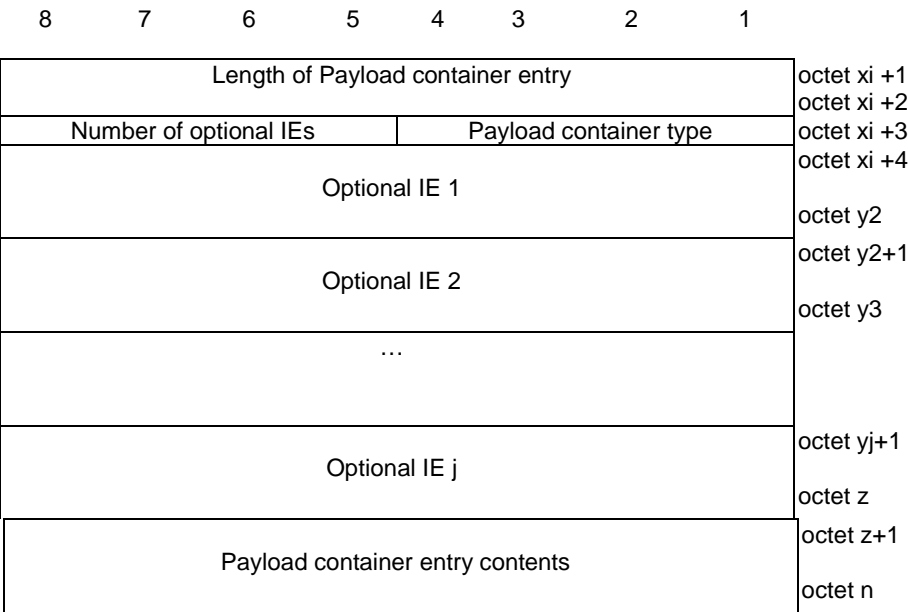 8 7 6 5 4 3 2 1
Length of Payload container entry
octet xi +1
octet xi +2
Number of optional IEs Payload container type octet xi +3
octet xi +4
Optional IE 1
octet y2
octet y2+1
Optional IE 2
octet y3
…
octet yj+1
Optional IE j
octet z
octet z+1
Payload container entry contents
octet n